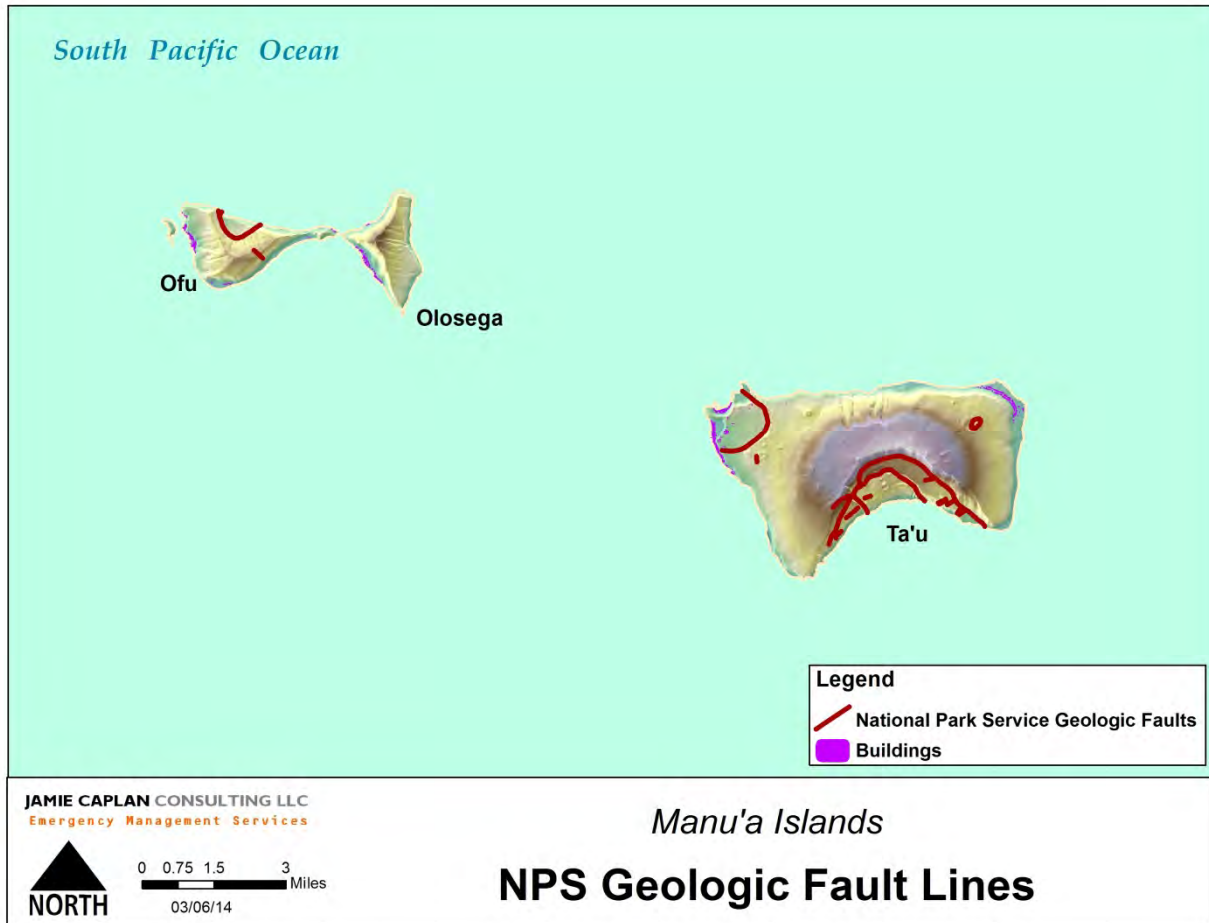 South Pacific Ocean
Ofu
Olosega
Ta'u
Legend
National Park Service Geologic Faults
Buildings
JAMIE CAPLAN CONSULTING LLC
Emergency Management Services
NORTH
0 0.75 1.5 3
Miles
03/06/14
Manu'a Islands
NPS Geologic Fault Lines